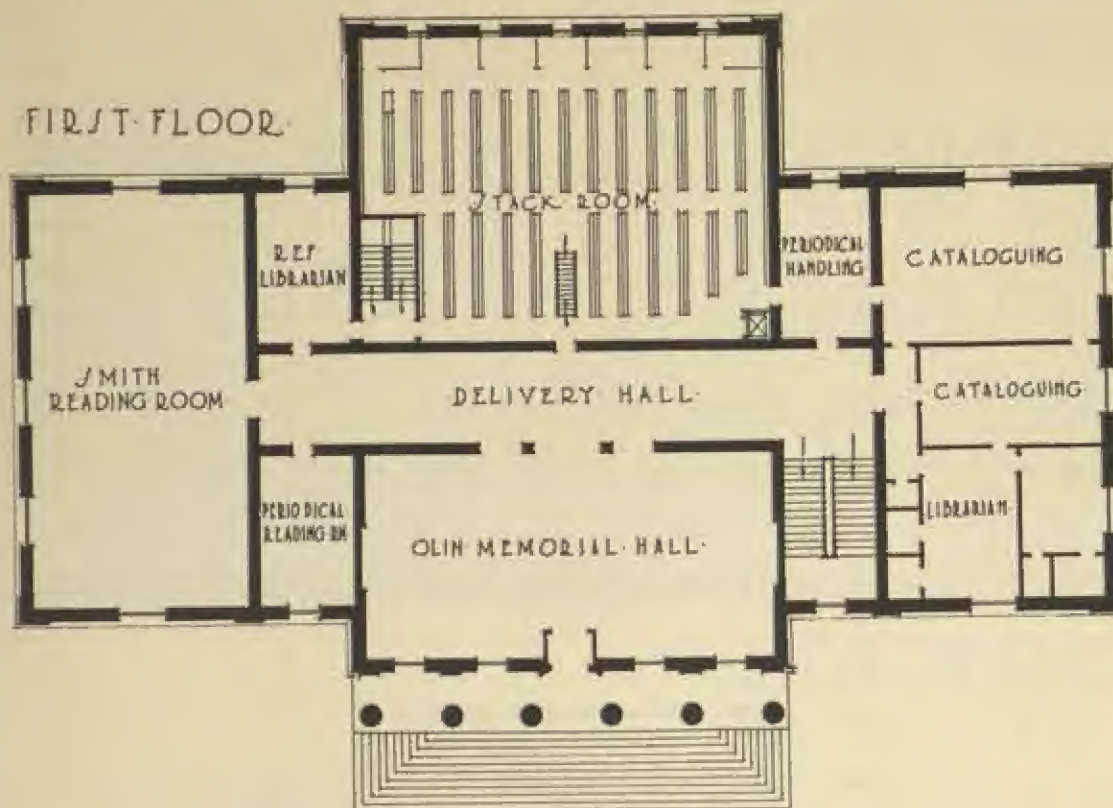 FIRST·FLOOR·
STACK·ROOM·
REF
LIBRARIAN
PERIODICAL
HANDLING
CATALOGUING
SMITH
READING ROOM
DELIVERY HALL·
CATALOGUING
PERIODICAL
READING RM
OLIN MEMORIAL·HALL·
LIBRARIAN